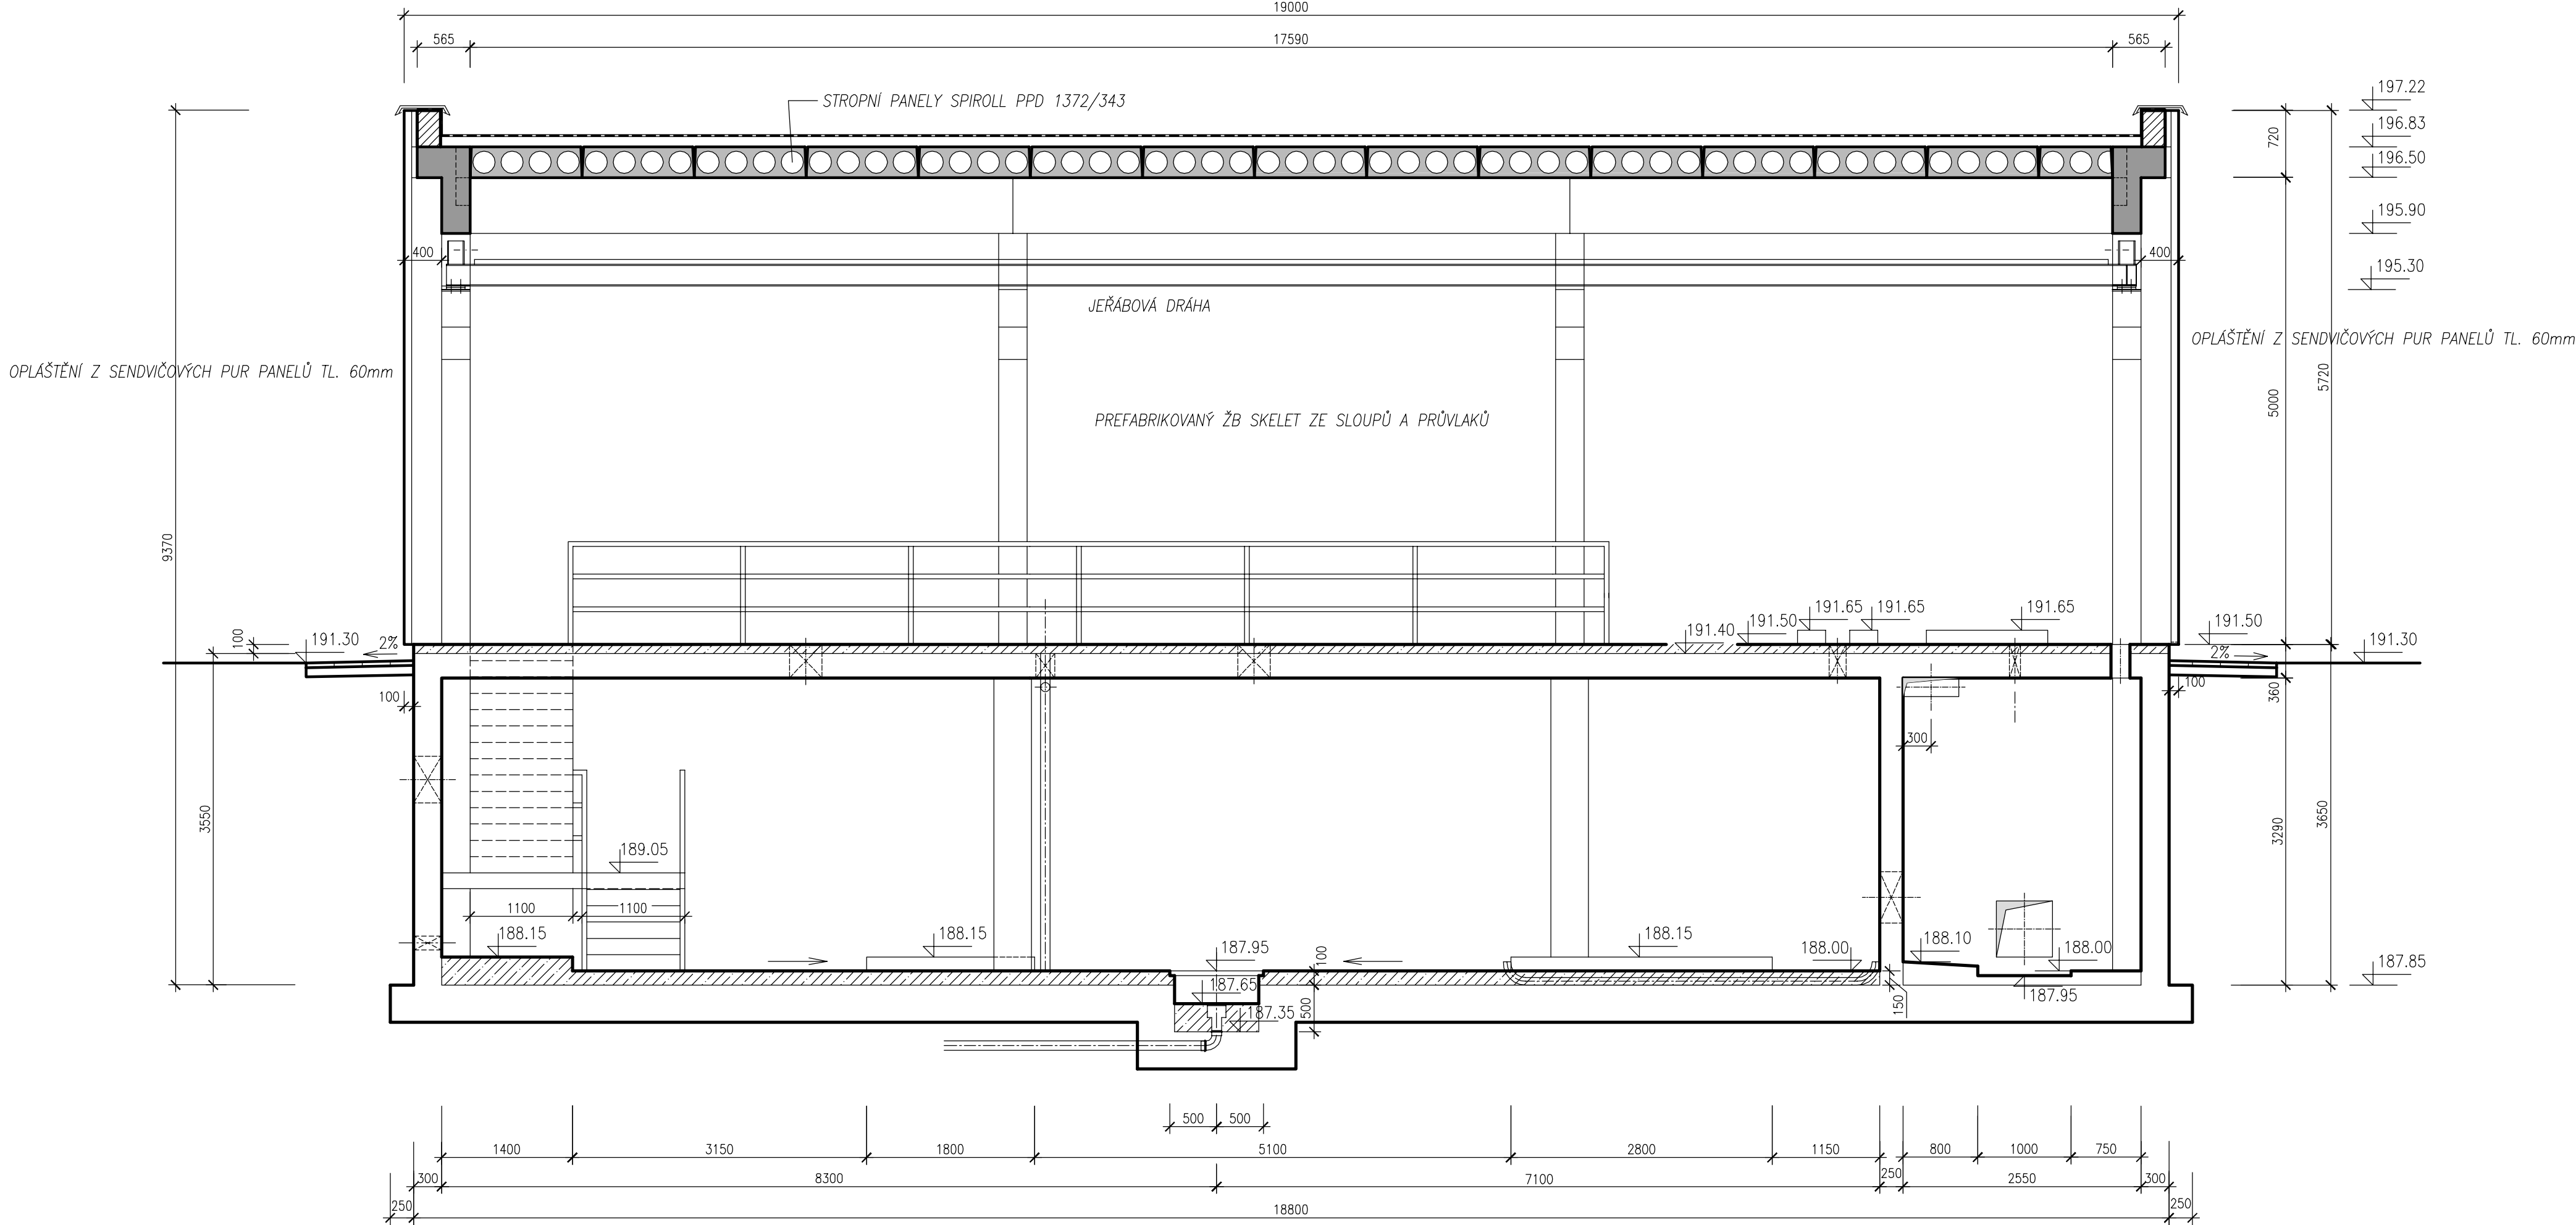 19000
565 17590 565
STROPNÍ PANELY SPIROLL PPD 1372/343
197.22
196.83
720
196.50
195.90
400 400
195.30
JEŘÁBOVÁ DRÁHA
OPLÁŠTĚNÍ Z SENDVIČOVÝCH PUR PANELŮ TL. 60mm
OPLÁŠTĚNÍ Z SENDVIČOVÝCH PUR PANELŮ TL. 60mm
5720
5000
PREFABRIKOVANÝ ŽB SKELET ZE SLOUPŮ A PRŮVLAKŮ
9370
191.65 191.65 191.65
191.50 191.50
191.40
100 191.30 2% 2% 191.30
100 100
360
300
3550 3290 3650
189.05
1100 1100
188.15 188.15 187.95 100 188.15 188.00 188.10 188.00
187.85
187.65 187.95
187.35 500 150
500 500
1400 3150 1800 5100 2800 1150 800 1000 750
300 8300 7100 250 2550 300
250 18800 250